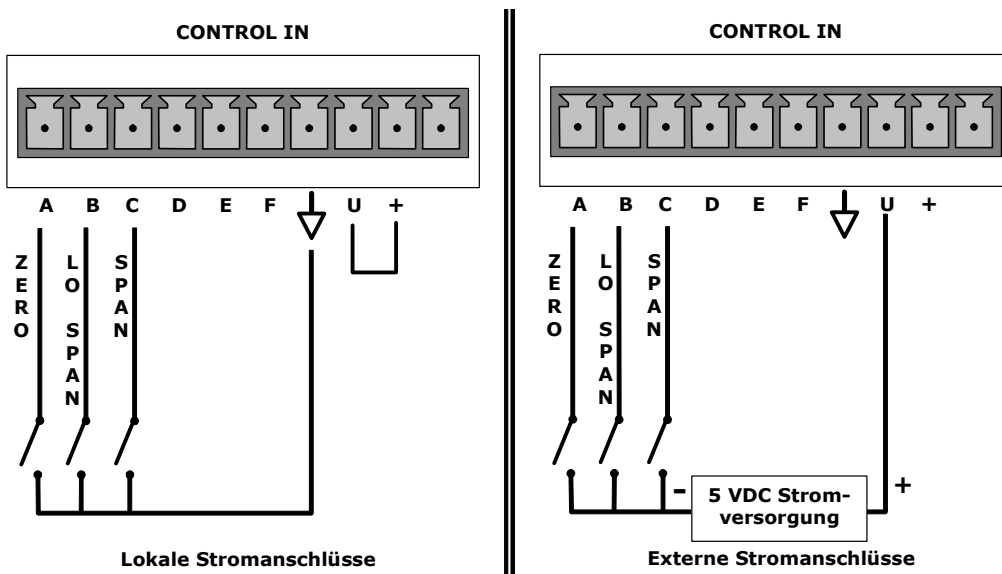 CONTROL IN
A B C D E F U +
ZERO
LO SPAN
SPAN
Lokale Stromanschlüsse
CONTROL IN
A B C D E F U +
ZERO
LO SPAN
SPAN
-
5 VDC Strom-
versorgung
+
Externe Stromanschlüsse